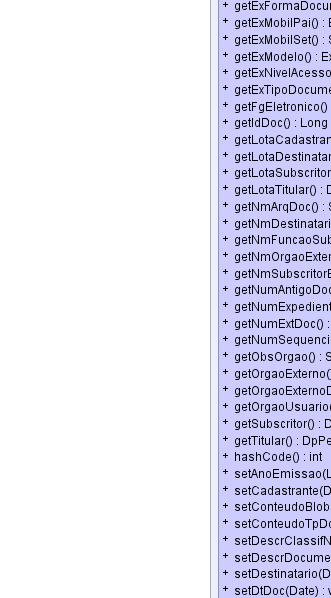 + getExFormaDocu
+ getExMobilPai() : E
+ getExMobilSet() : S
+ getExModelo() : Ex
+ getExNivelAcesso
+ getExTipoDocume
+ getFgEletronico()
+ getIdDoc() : Long
+ getLotaCadastran
+ getLotaDestinatar
+ getLotaSubscritor
+ getLotaTitular() : D
+ getNmArqDoc() : S
+ getNmDestinatari
+ getNmFuncaoSub
+ getNmOrgaoExter
+ getNmSubscritorE
+ getNumAntigoDoc
+ getNumExpedient
+ getNumExtDoc() :
+ getNumSequenci
+ getObsOrgao() : S
+ getOrgaoExterno(
+ getOrgaoExternoD
+ getOrgaoUsuario(
+ getSubscritor() : D
+ getTitular() : DpPe
+ hashCode() : int
+ setAnoEmissao(L
+ setCadastrante(D
+ setConteudoBlob
+ setConteudoTpDo
+ setDescrClassifN
+ setDescrDocume
+ setDestinatario(D
+ setDtDoc(Date) : v